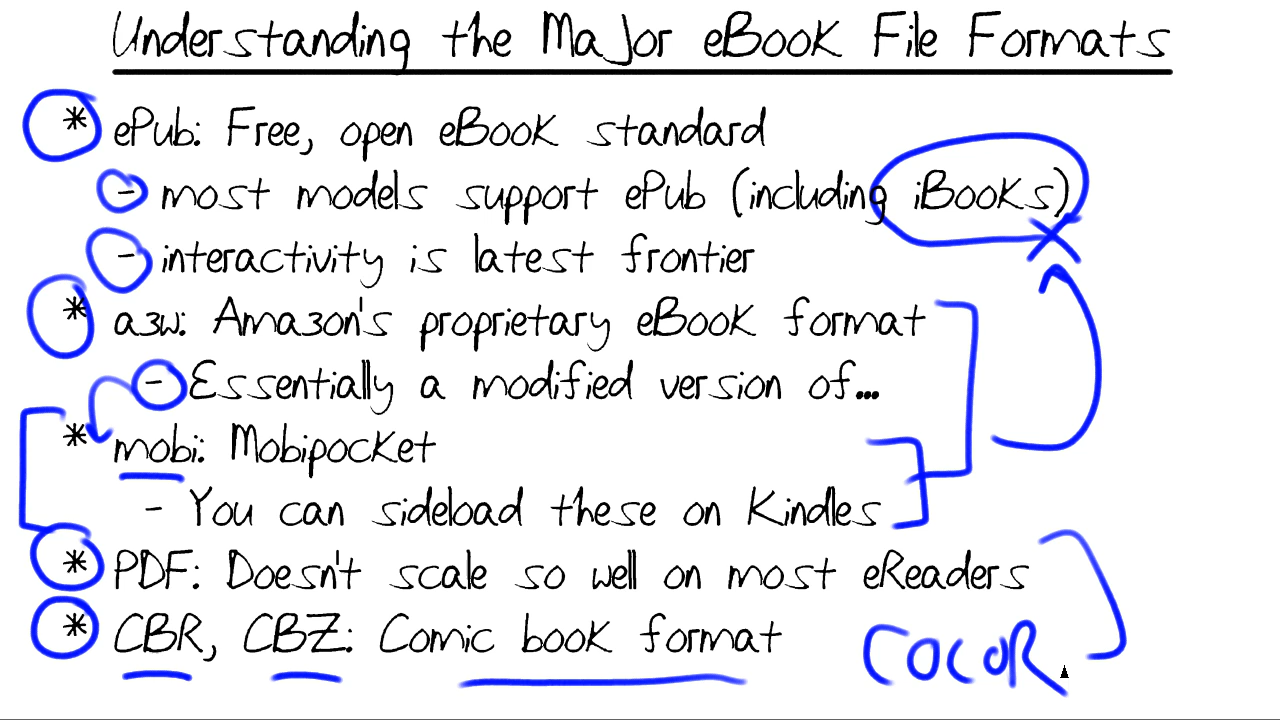 Understanding the Major eBook File Formats
* ePub: Free, open eBook standard
- most models support ePub (including iBooks)
- interactivity is latest frontier
* a3w: Ama3on's proprietary eBook format
- Essentially a modified version of...
* mobi: Mobipocket
- You can sideload these on Kindles
* PDF: Doesn't scale so well on most eReaders
* CBR, CBZ: Comic book format
COLOR